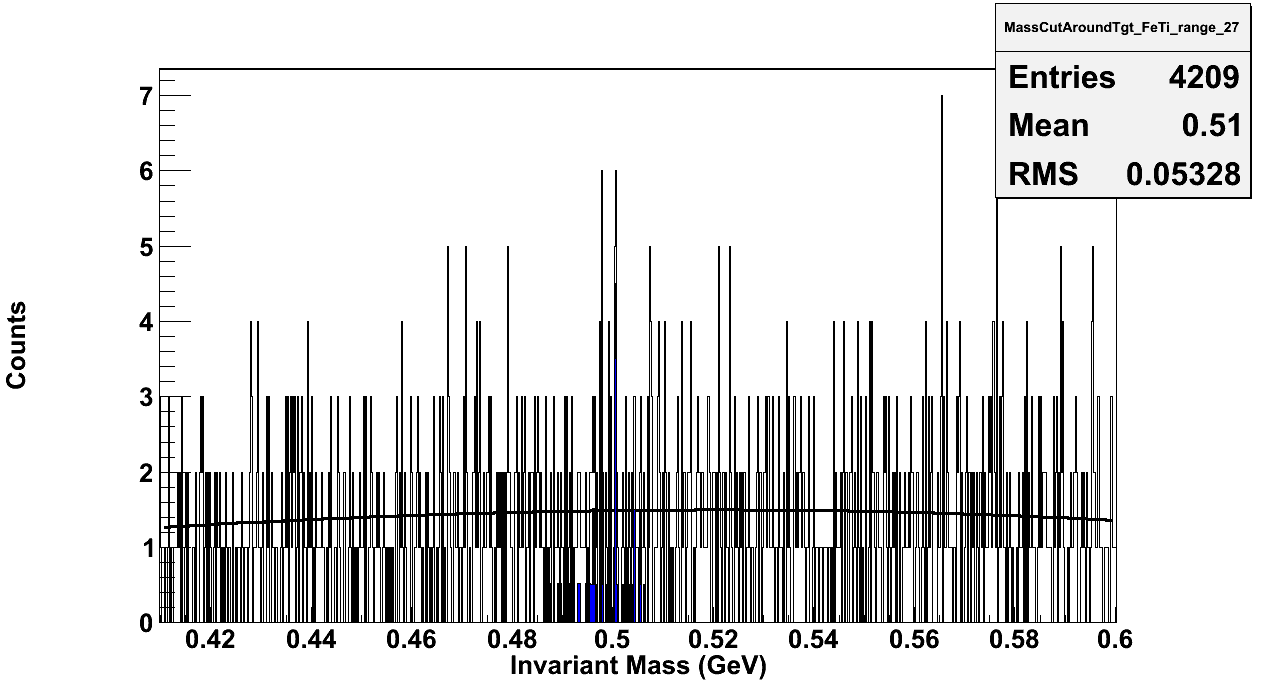 MassCutAroundTgt_FeTi_range_27
Entries 4209
Mean 0.51
RMS 0.05328
7
6
5
4
3
2
1
0
Counts
0.42 0.44 0.46 0.48 0.5 0.52 0.54 0.56 0.58 0.6
Invariant Mass (GeV)